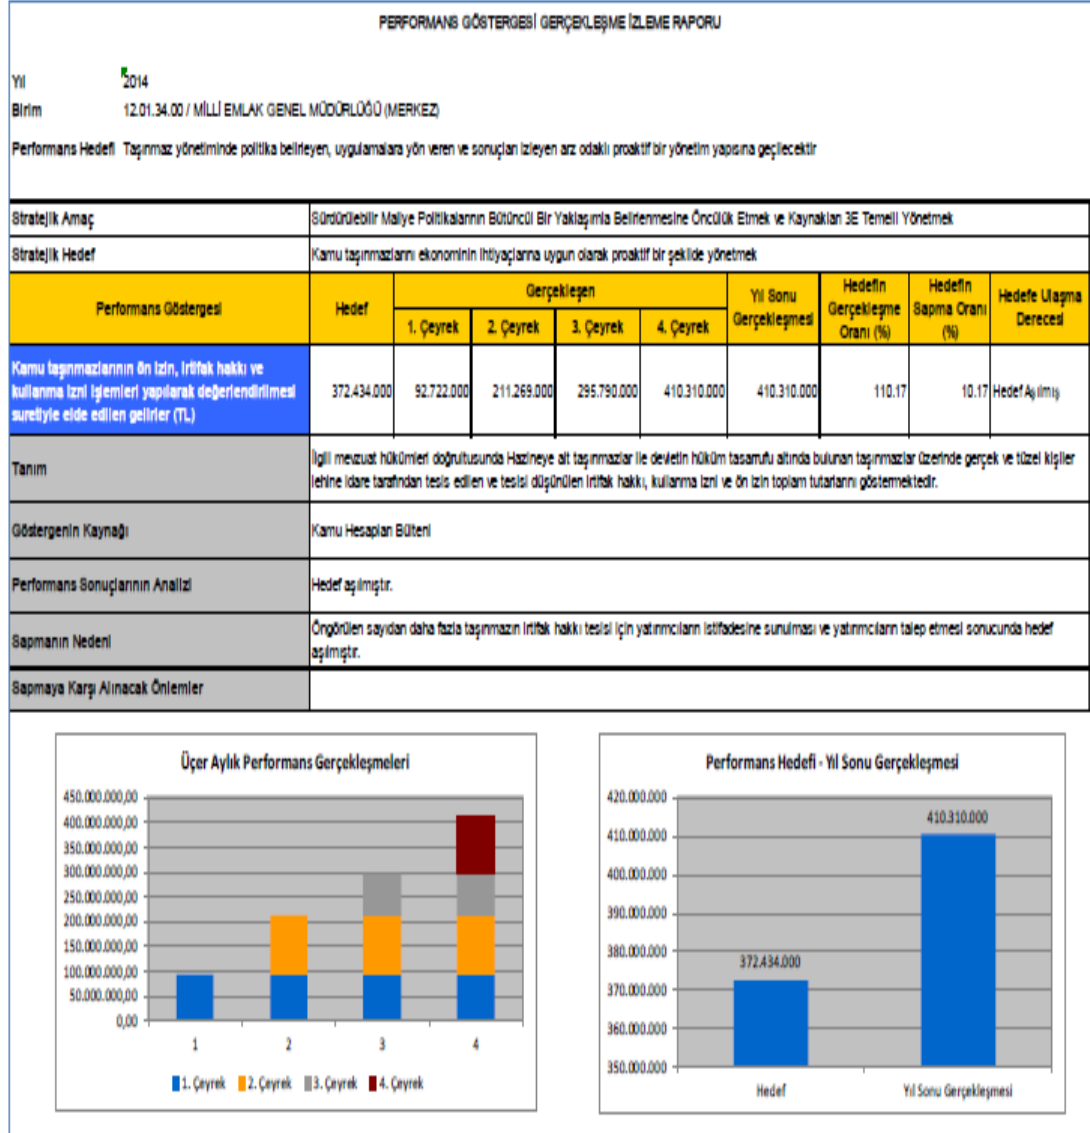 PERFORMANS GÖSTERGESİ GERÇEKLEŞME İZLEME RAPORU
Yıl 2014
Birim 12.01.34.00 / MİLLİ EMLAK GENEL MÜDÜRLÜĞÜ (MERKEZ)
Performans Hedefi Taşınmaz yönetiminde politika belirleyen, uygulamalara yön veren ve sonuçları izleyen arz odaklı proaktif bir yönetim yapısına geçilecektir
Stratejik Amaç Sürdürülebilir Maliye Politikalarının Bütüncül Bir Yaklaşımla Belirlenmesine Öncülük Etmek ve Kaynakları 3E Temelli Yönetmek
Stratejik Hedef Kamu taşınmazlarını ekonominin ihtiyaçlarına uygun olarak proaktif bir şekilde yönetmek
Performans Göstergesi
Hedef
Gerçekleşen
1. Çeyrek 2. Çeyrek 3. Çeyrek 4. Çeyrek
Yıl Sonu
Gerçekleşmesi
Hedefin
Gerçekleşme
Oranı (%)
Hedefin
Sapma Oranı
(%)
Hedefe Ulaşma
Derecesi
Kamu taşınmazlarının ön izin, irtifak hakkı ve
kullanma izni işlemleri yapılarak değerlendirilmesi
suretiyle elde edilen gelirler (TL)
372.434.000 92.722.000 211.269.000 295.790.000 410.310.000 410.310.000 110.17 10.17 Hedef Aşılmış
Tanım
İlgili mevzuat hükümleri doğrultusunda Hazineye ait taşınmazlar ile devletin hüküm tasarrufu altında bulunan taşınmazlar üzerinde gerçek ve tüzel kişiler
lehine idare tarafından tesis edilen ve tesisi düşünülen irtifak hakkı, kullanma izni ve ön izin toplam tutarlarını göstermektedir.
Göstergenin Kaynağı Kamu Hesapları Bülteni
Performans Sonuçlarının Analizi Hedef aşılmıştır.
Sapmanın Nedeni
Öngörülen sayıdan daha fazla taşınmazın irtifak hakkı tesisi için yatırımcıların istifadesine sunulması ve yatırımcıların talep etmesi sonucunda hedef
aşılmıştır.
Sapmaya Karşı Alınacak Önlemler
Üçer Aylık Performans Gerçekleşmeleri
450.000.000,00
400.000.000,00
350.000.000,00
300.000.000,00
250.000.000,00
200.000.000,00
150.000.000,00
100.000.000,00
50.000.000,00
0,00
1 2 3 4
1. Çeyrek 2. Çeyrek 3. Çeyrek 4. Çeyrek
Performans Hedefi - Yıl Sonu Gerçekleşmesi
420.000.000
410.000.000
400.000.000
390.000.000
380.000.000
370.000.000
360.000.000
350.000.000
410.310.000
372.434.000
Hedef Yıl Sonu Gerçekleşmesi